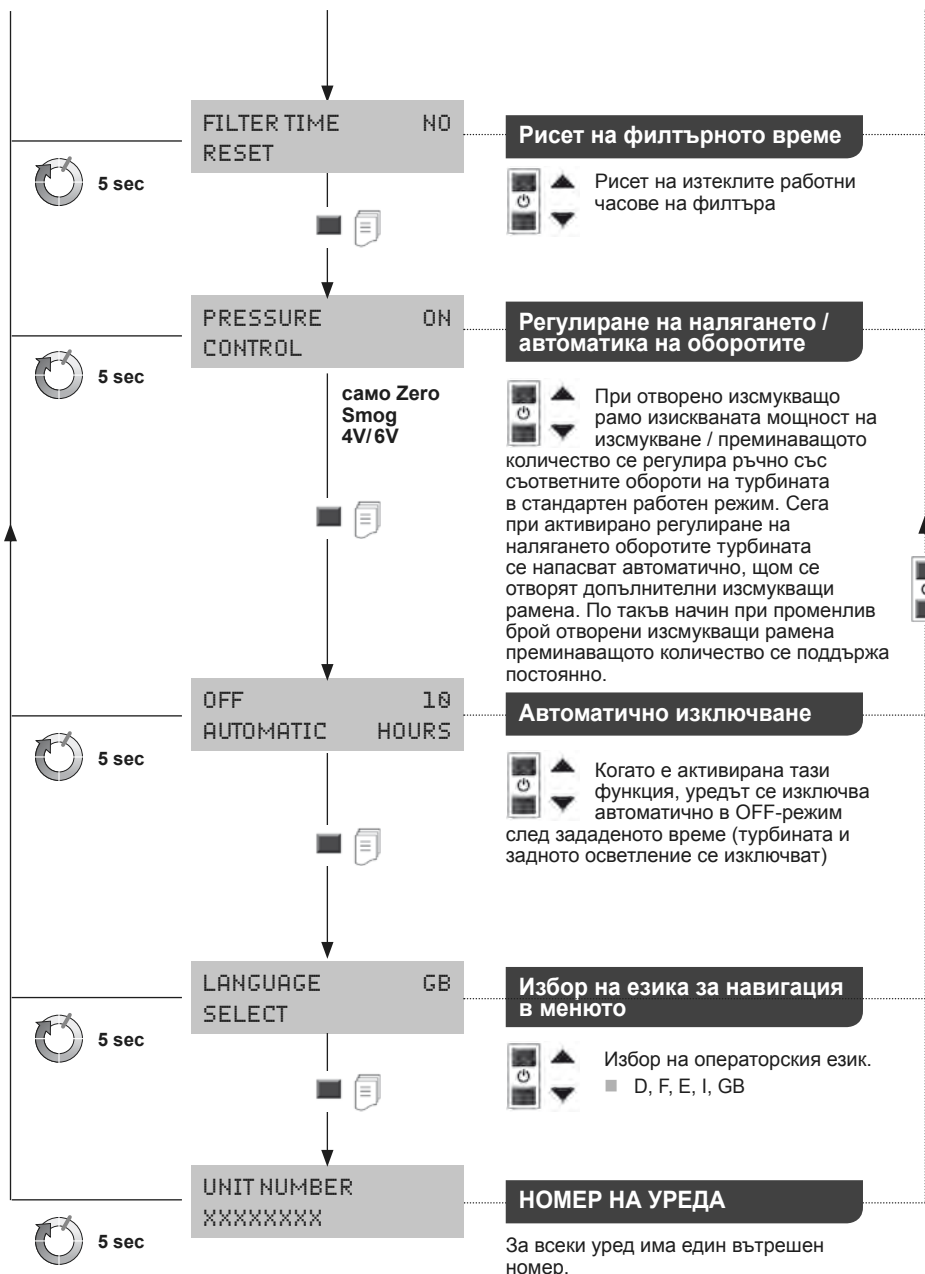 FILTER TIME NO
RESET
5 sec
Рисет на филтърното време
Рисет на изтеклите работни
часове на филтъра
PRESSURE ON
CONTROL
5 sec
само Zero
Smog
4V/6V
Регулиране на налягането /
автоматика на оборотите
При отворено изсмукващо
рамо изискваната мощност на
изсмукване / преминаващото
количество се регулира ръчно със
съответните обороти на турбината
в стандартен работен режим. Сега
при активирано регулиране на
налягането оборотите турбината
се напасват автоматично, щом се
отворят допълнителни изсмукващи
рамена. По такъв начин при променлив
брой отворени изсмукващи рамена
преминаващото количество се поддържа
постоянно.
OFF 10
AUTOMATIC HOURS
5 sec
Автоматично изключване
Когато е активирана тази
функция, уредът се изключва
автоматично в OFF-режим
след зададеното време (турбината и
задното осветление се изключват)
LANGUAGE GB
SELECT
5 sec
Избор на езика за навигация
в менюто
Избор на операторския език.
D, F, E, I, GB
UNIT NUMBER
XXXXXXXX
5 sec
НОМЕР НА УРЕДА
За всеки уред има един вътрешен
номер.